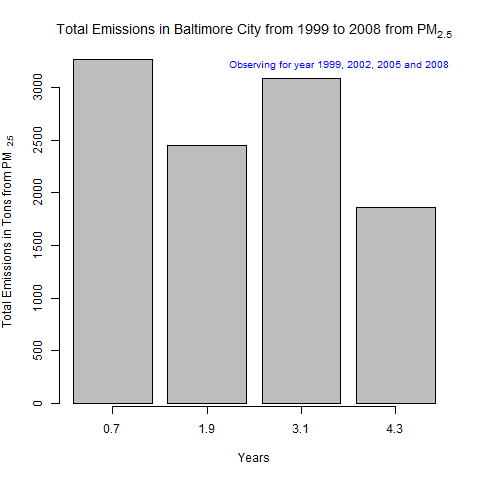 Total Emissions in Baltimore City from 1999 to 2008 from PM2.5
Observing for year 1999, 2002, 2005 and 2008
Total Emissions in Tons from PM 2.5
3000
2500
2000
1500
1000
500
0
0.7 1.9 3.1 4.3
Years